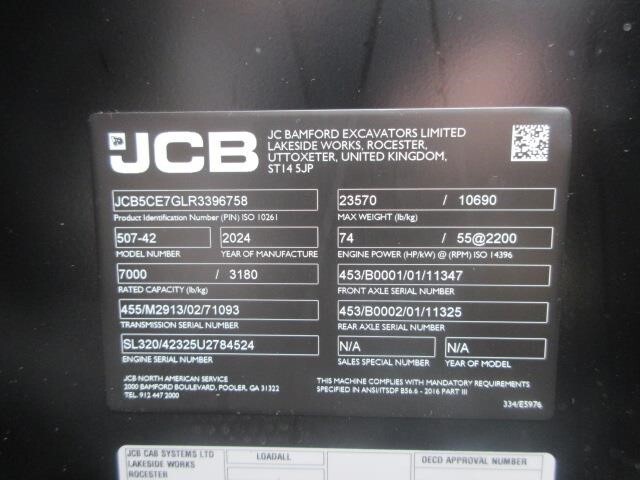 JCB
JC BAMFORD EXCAVATORS LIMITED
LAKESIDE WORKS, ROCESTER,
UTTOXETER, UNITED KINGDOM,
ST14 5JP
JCB5CE7GLR3396758
Product Identification Number (PIN) ISO 10261
23570 / 10690
MAX WEIGHT (lb/kg)
507-42 2024
MODEL NUMBER YEAR OF MANUFACTURE
74 / 55@2200
ENGINE POWER (HP/kW) @ (RPM) ISO 14396
7000 / 3180
RATED CAPACITY (lb/kg)
453/B0001/01/11347
FRONT AXLE SERIAL NUMBER
455/M2913/02/71093
TRANSMISSION SERIAL NUMBER
453/B0002/01/11325
REAR AXLE SERIAL NUMBER
SL320/42325U2784524
ENGINE SERIAL NUMBER
N/A N/A
SALES SPECIAL NUMBER YEAR OF MODEL
JCB NORTH AMERICAN SERVICE
2000 BAMFORD BOULEVARD, POOLER, GA 31322
TEL. 912 447 2000
THIS MACHINE COMPLIES WITH MANDATORY REQUIREMENTS
SPECIFIED IN ANSI/ITSDF B56.6 - 2016 PART III
334/E5976
JCB CAB SYSTEMS LTD
LAKESIDE WORKS
ROCESTER
LOADALL
OECD APPROVAL NUMBER